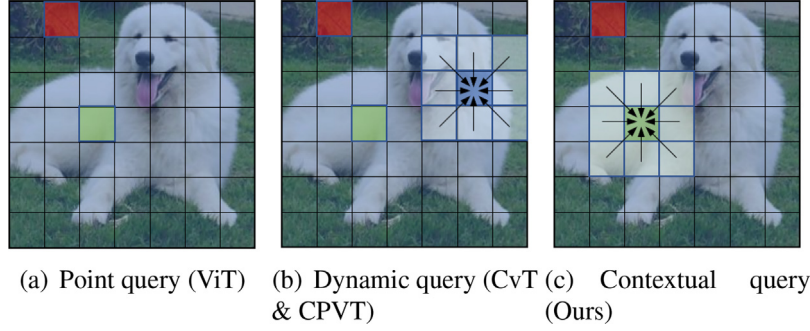 (a) Point query (ViT)
(b) Dynamic query (CvT & CPVT)
(c) Contextual query (Ours)